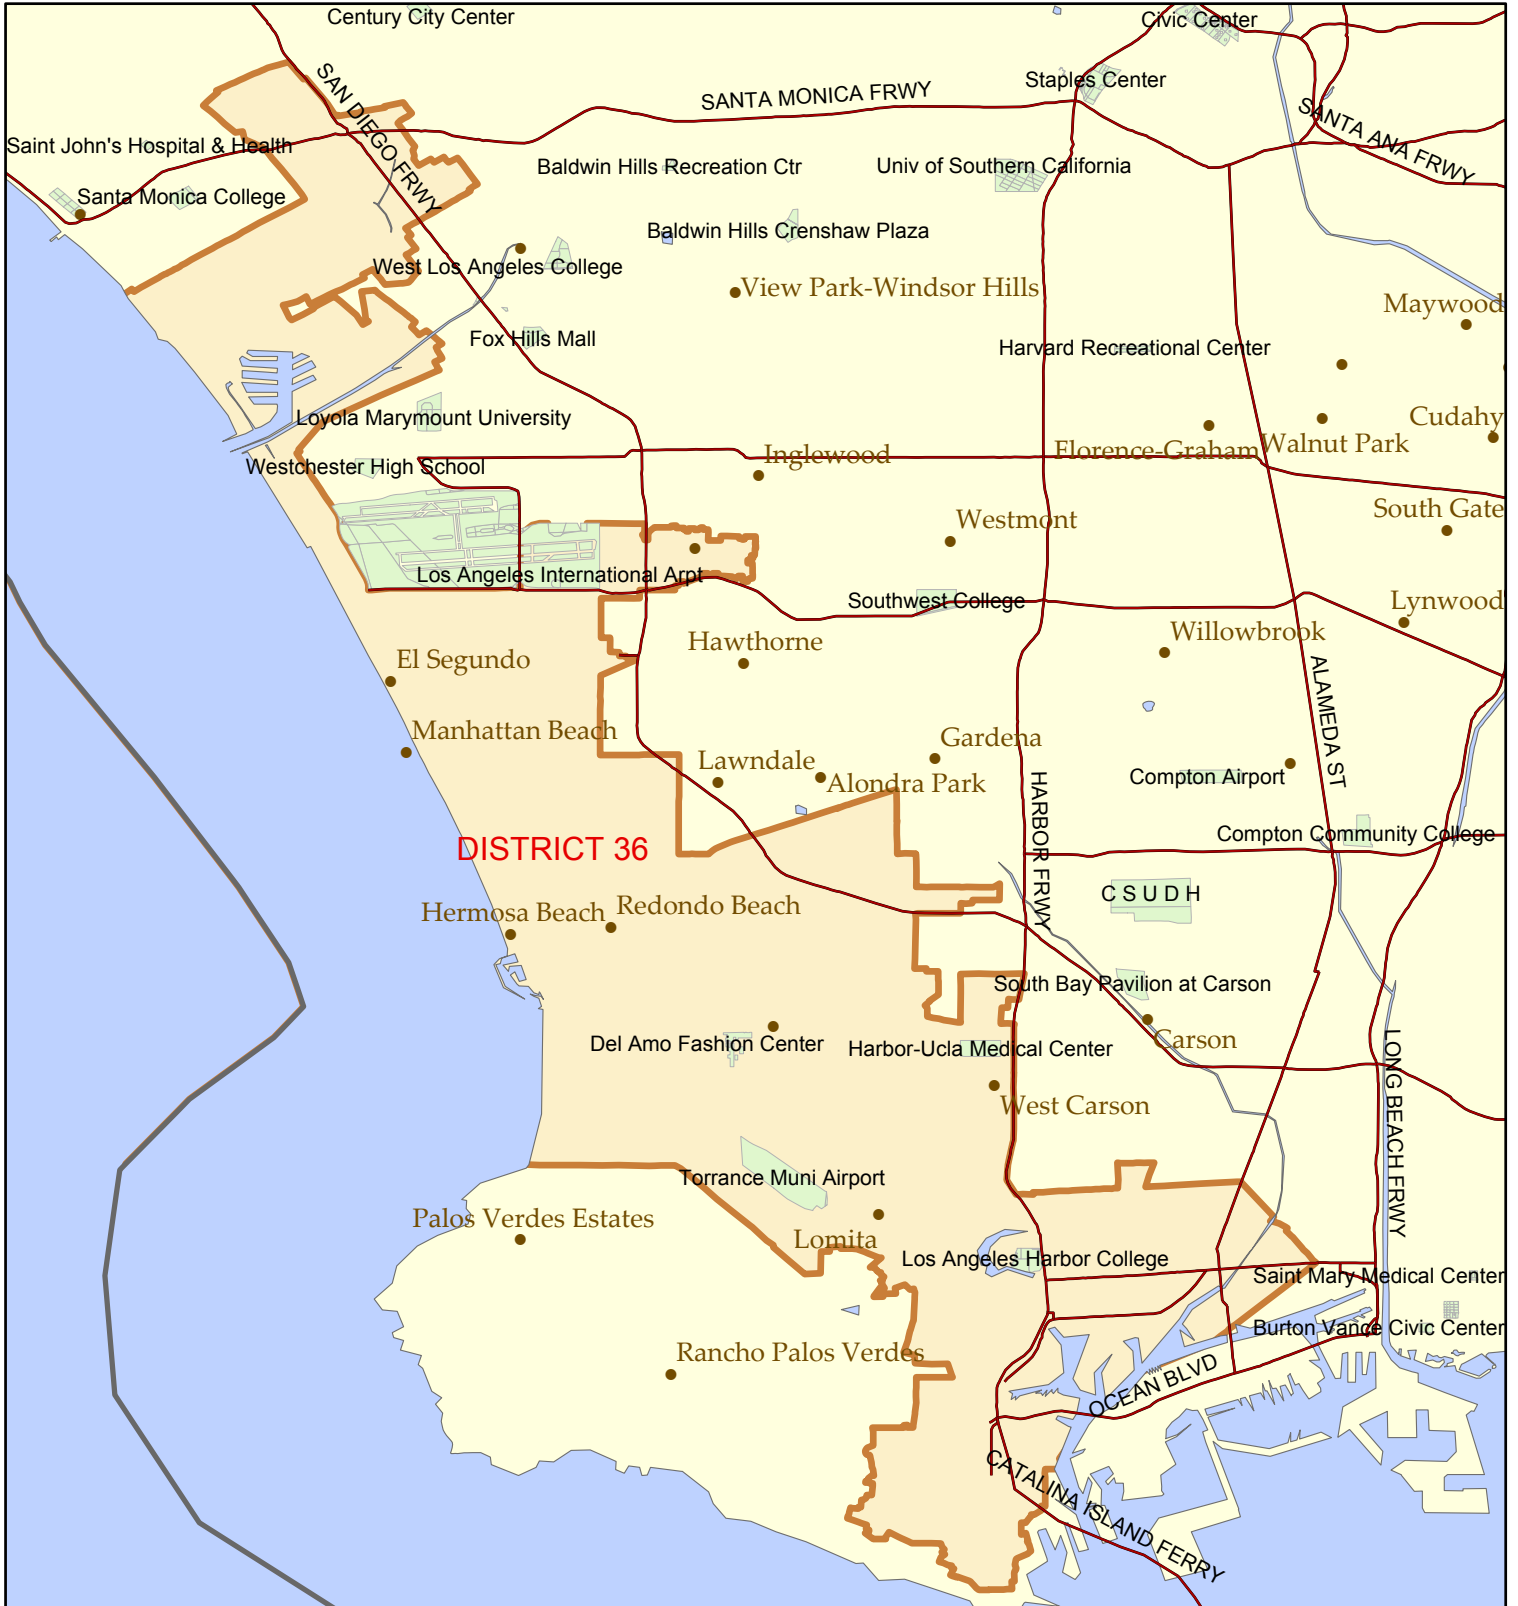 Century City Center
Civic Center
SAN DIEGO FRWY
Staples Center
SANTA MONICA FRWY
SANTA ANA FRWY
Saint John's Hospital & Health
Baldwin Hills Recreation Ctr
Univ of Southern California
Santa Monica College
Baldwin Hills Crenshaw Plaza
West Los Angeles College
View Park-Windsor Hills
Maywood
Fox Hills Mall
Harvard Recreational Center
Loyola Marymount University
Cudahy
Florence-Graham
Walnut Park
Inglewood
Westchester High School
South Gate
Westmont
Los Angeles International Arpt
Southwest College
Lynwood
Willowbrook
Hawthorne
El Segundo
ALAMEDA ST
Manhattan Beach
Gardena
Lawndale
Alondra Park
Compton Airport
HARBOR FRWY
Compton Community College
DISTRICT 36
C S U D H
Hermosa Beach
Redondo Beach
South Bay Pavilion at Carson
Del Amo Fashion Center
Harbor-Ucla Medical Center
Carson
LONG BEACH FRWY
West Carson
Torrance Muni Airport
Palos Verdes Estates
Lomita
Los Angeles Harbor College
Saint Mary Medical Center
Burton Vance Civic Center
Rancho Palos Verdes
OCEAN BLVD
CATALINA ISLAND FERRY